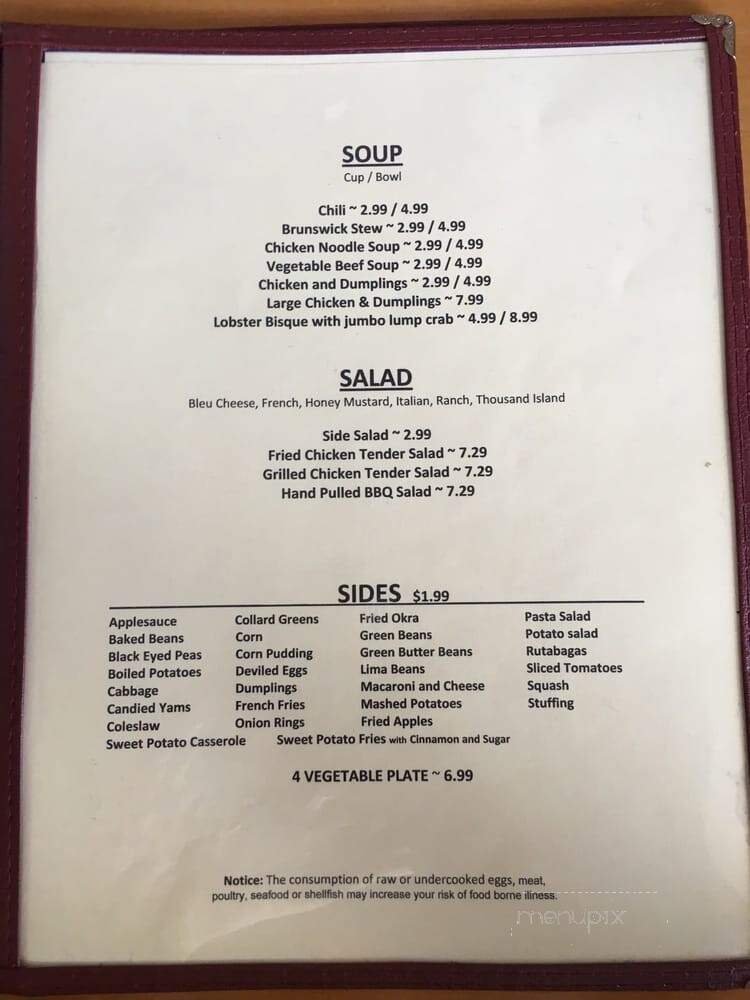 SOUP
Cup / Bowl
Chili ~ 2.99 / 4.99
Brunswick Stew ~ 2.99 / 4.99
Chicken Noodle Soup ~ 2.99 / 4.99
Vegetable Beef Soup ~ 2.99 / 4.99
Chicken and Dumplings ~ 2.99 / 4.99
Large Chicken & Dumplings ~ 7.99
Lobster Bisque with jumbo lump crab ~ 4.99 / 8.99
SALAD
Bleu Cheese, French, Honey Mustard, Italian, Ranch, Thousand Island
Side Salad ~ 2.99
Fried Chicken Tender Salad ~ 7.29
Grilled Chicken Tender Salad ~ 7.29
Hand Pulled BBQ Salad ~ 7.29
SIDES $1.99
Applesauce Collard Greens Fried Okra Pasta Salad
Baked Beans Corn Green Beans Potato salad
Black Eyed Peas Corn Pudding Green Butter Beans Rutabagas
Boiled Potatoes Deviled Eggs Lima Beans Sliced Tomatoes
Cabbage Dumplings Macaroni and Cheese Squash
Candied Yams French Fries Mashed Potatoes Stuffing
Coleslaw Onion Rings Fried Apples
Sweet Potato Casserole Sweet Potato Fries with Cinnamon and Sugar
4 VEGETABLE PLATE ~ 6.99
Notice: The consumption of raw or undercooked eggs, meat,
poultry, seafood or shellfish may increase your risk of food borne illness.
menupix